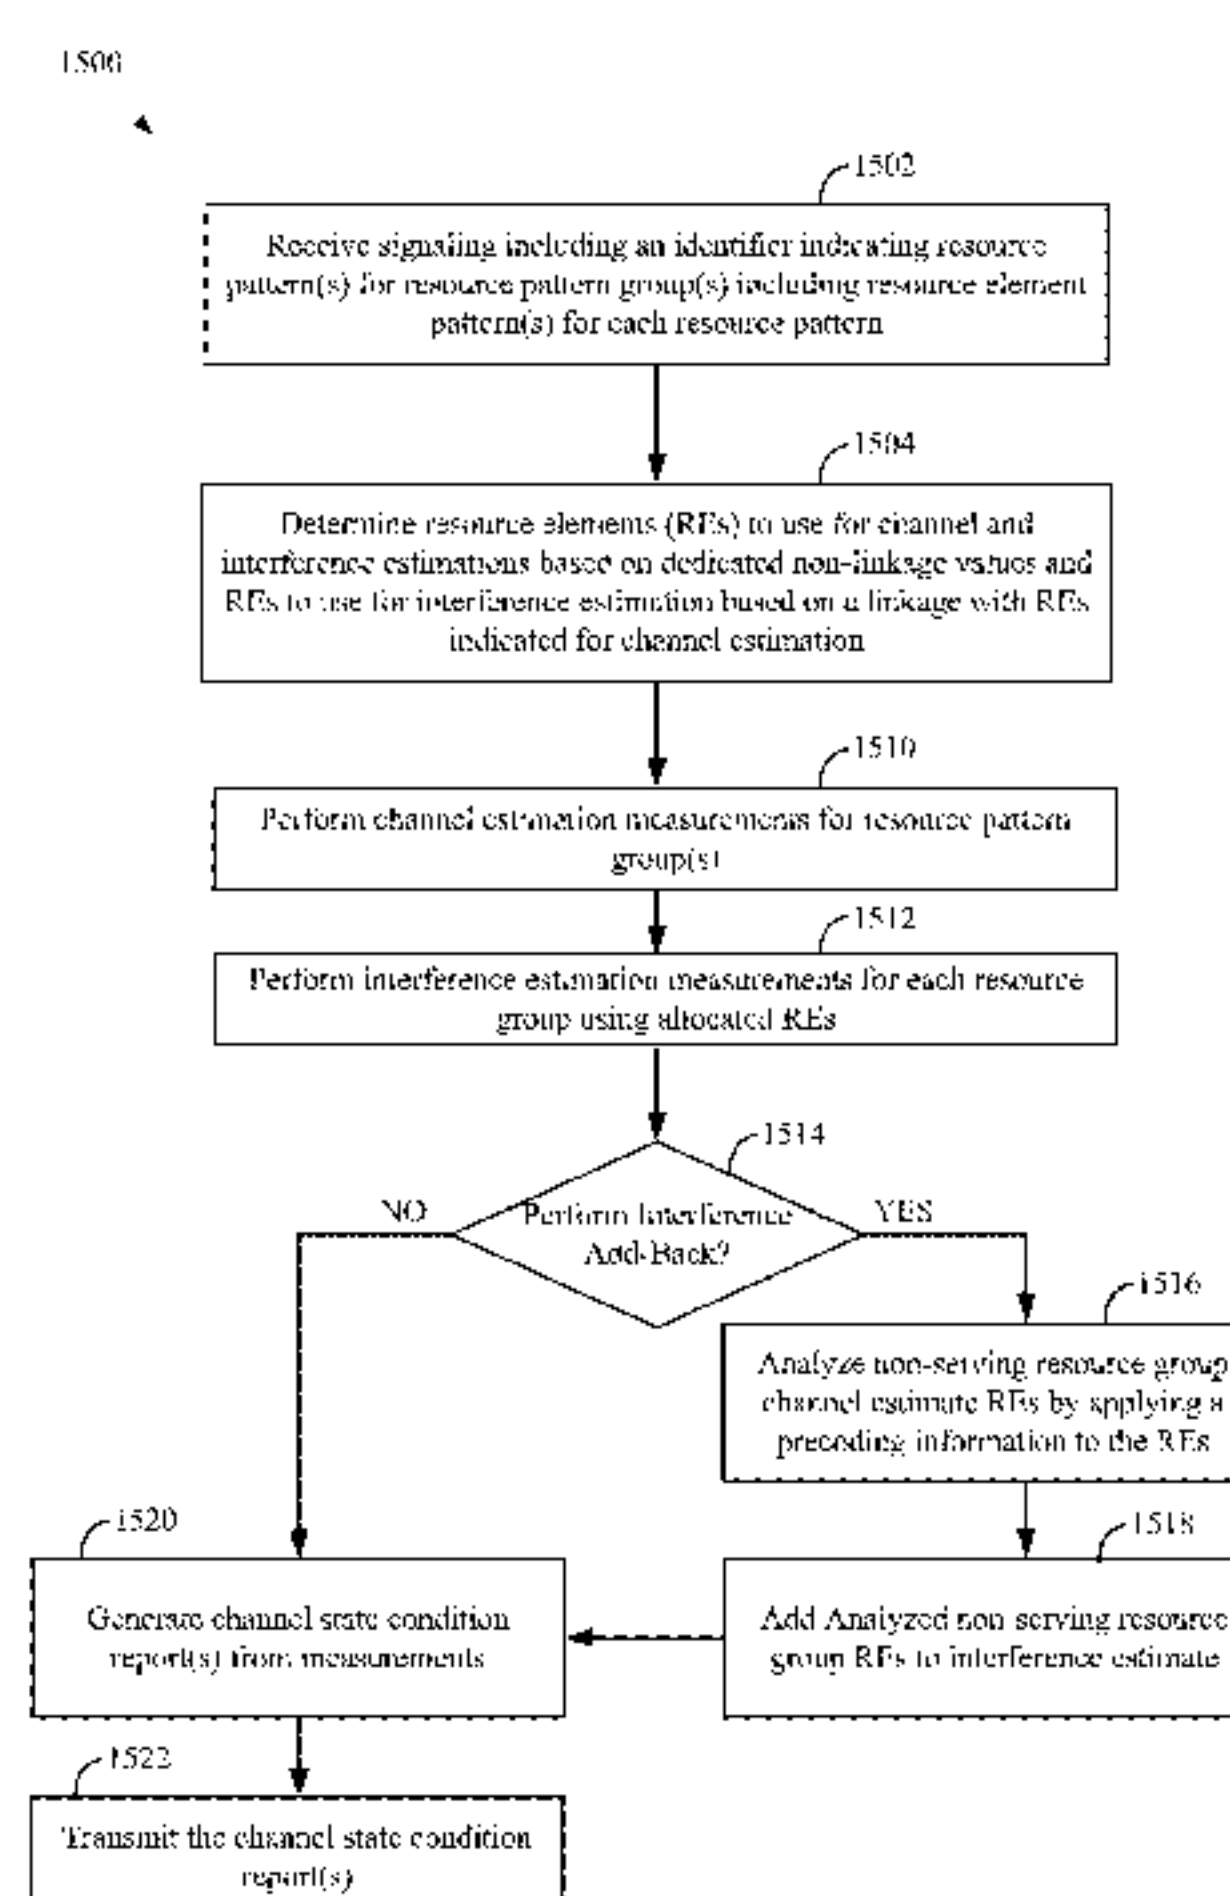 1500
1502
Receive signaling including an identifier indicating resource
pattern(s) for resource pattern group(s) including resource element
pattern(s) for each resource pattern
1504
Determine resource elements (REs) to use for channel and
interference estimations based on dedicated non-linkage values and
REs to use for interference estimation based on a linkage with REs
indicated for channel estimation
1510
Perform channel estimation measurements for resource pattern
group(s)
1512
Perform interference estimation measurements for each resource
group using allocated REs
1514
NO
Perform Interference
Add-Back?
YES
1516
Analyze non-serving resource group
channel estimate REs by applying a
precoding information to the REs
1520
1518
Generate channel state condition
report(s) from measurements
Add Analyzed non-serving resource
group REs to interference estimate
1522
Transmit the channel state condition
report(s)